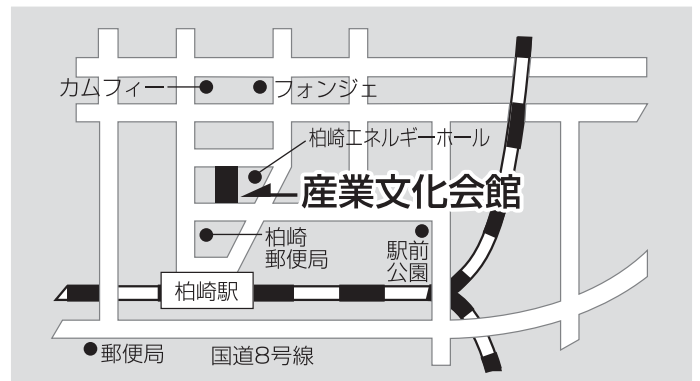 カムフィー
フォンジェ
柏崎エネルギーホール
産業文化会館
柏崎
郵便局
駅前
公園
柏崎駅
郵便局
国道8号線